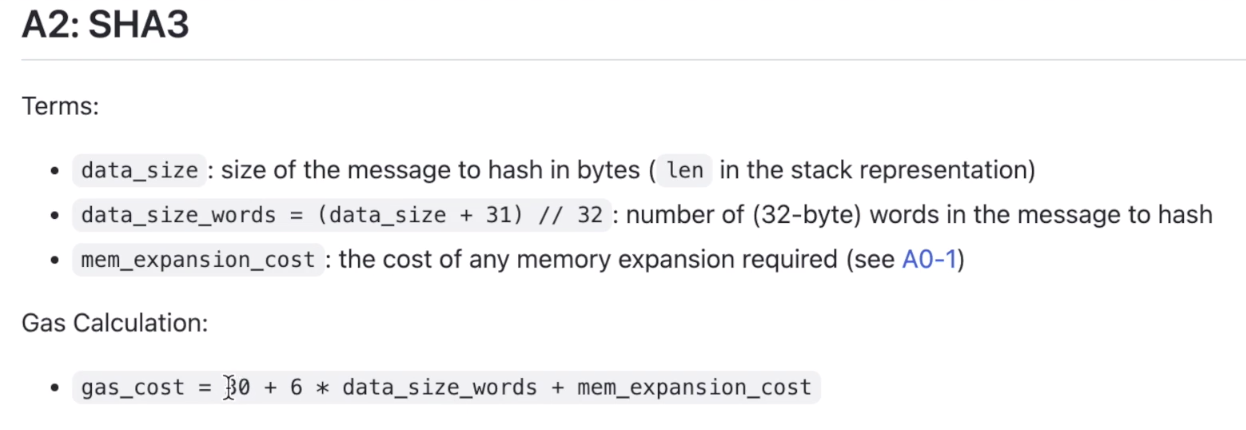 A2: SHA3
Terms:
• data_size : size of the message to hash in bytes ( len in the stack representation)
• data_size_words = (data_size + 31) // 32 : number of (32-byte) words in the message to hash
• mem_expansion_cost : the cost of any memory expansion required (see A0-1)
Gas Calculation:
• gas_cost = 30 + 6 * data_size_words + mem_expansion_cost